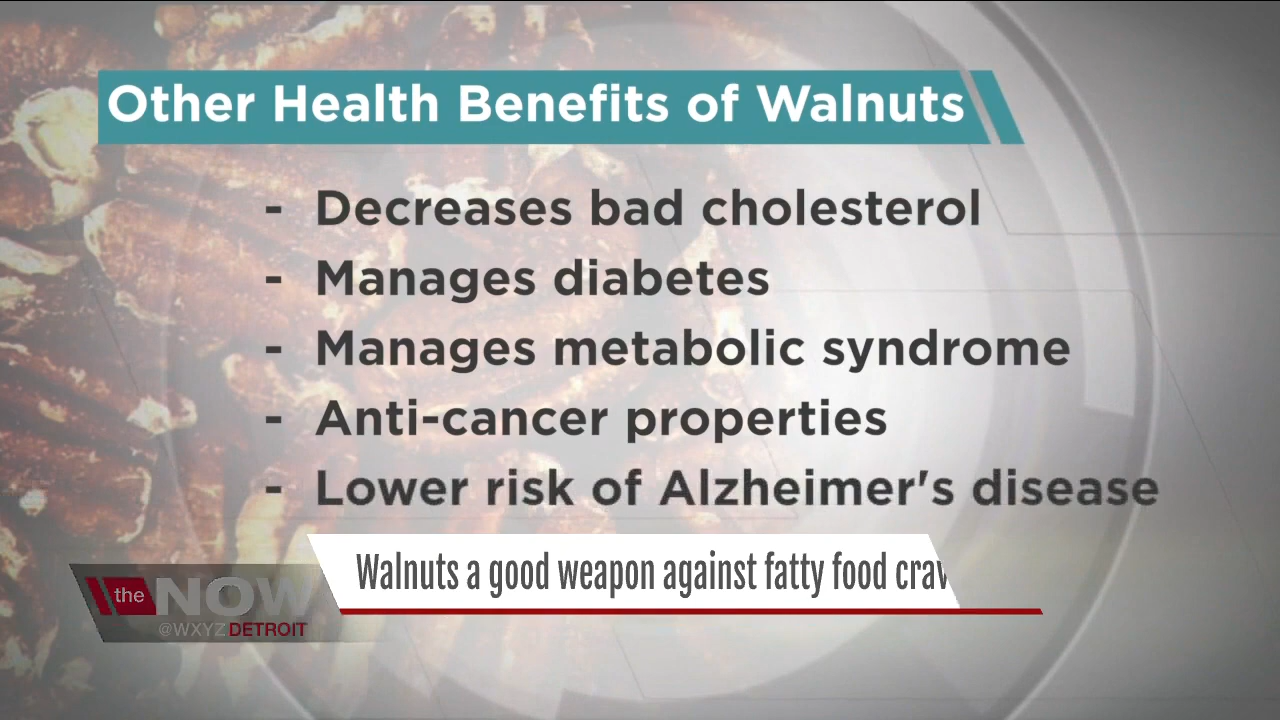 Other Health Benefits of Walnuts
- Decreases bad cholesterol
- Manages diabetes
- Manages metabolic syndrome
- Anti-cancer properties
- Lower risk of Alzheimer's disease
Walnuts a good weapon against fatty food crav
the NOW
@WXYZDETROIT